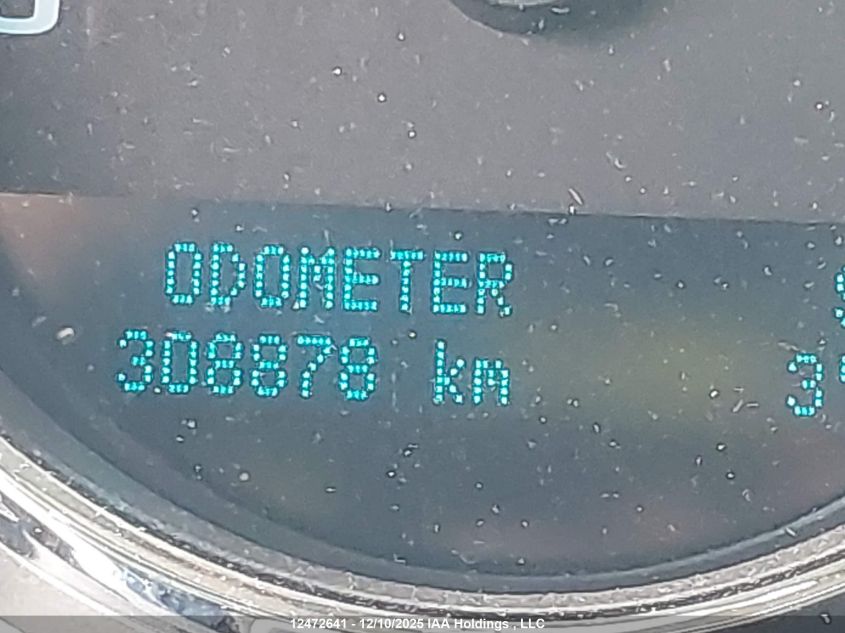 ODOMETER
308878 km
12472641 - 12/10/2025 IAA Holdings , LLC